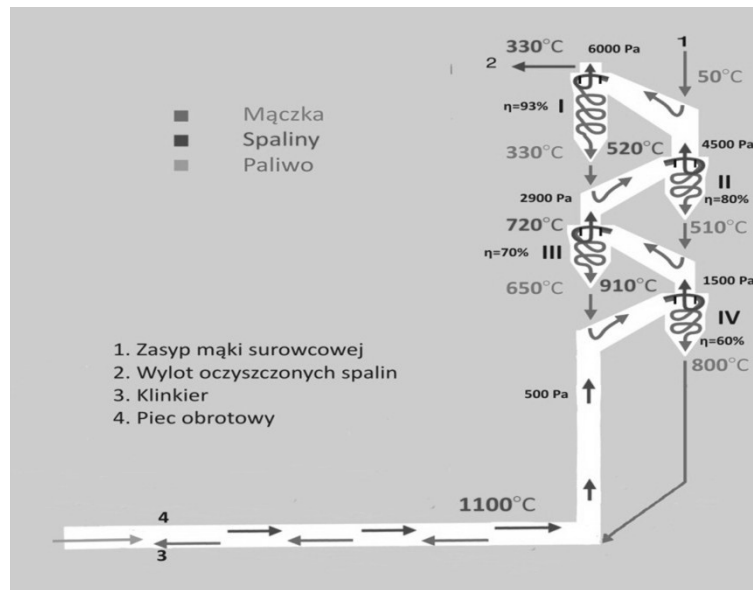 330°C
6000 Pa
1
2
50°C
η=93%
I
Mączka
Spaliny
Paliwo
330°C
520°C
4500 Pa
2900 Pa
II
η=80%
720°C
510°C
η=70%
III
650°C
910°C
1500 Pa
IV
η=60%
800°C
1. Zasyp mąki surowcowej
2. Wylot oczyszczonych spalin
3. Klinkier
4. Piec obrotowy
500 Pa
1100°C
4
3